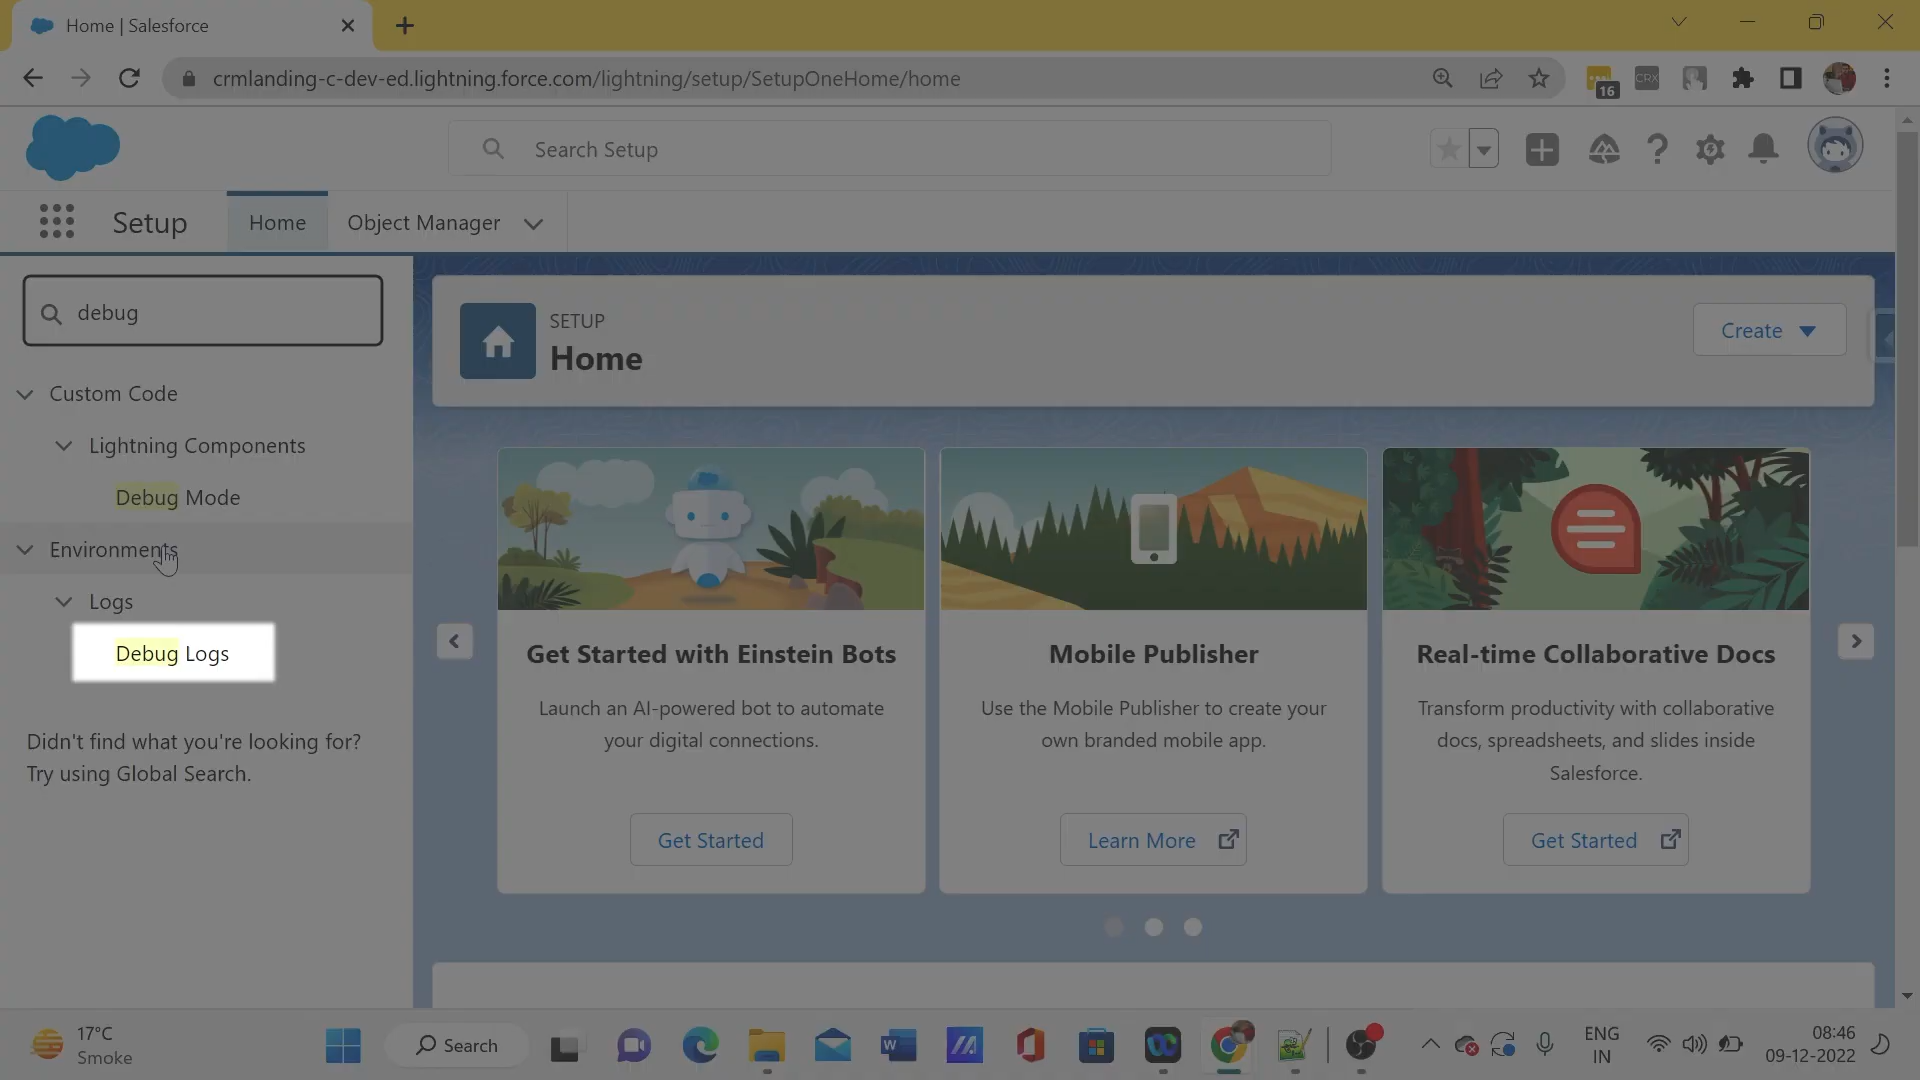 Home | Salesforce
crmlanding-c-dev-ed.lightning.force.com/lightning/setup/SetupOneHome/home
CRX
16
Search Setup
Setup
Home
Object Manager
debug
Custom Code
Lightning Components
Debug Mode
Environments
Logs
Debug Logs
Didn't find what you're looking for?
Try using Global Search.
SETUP
Home
Create
Get Started with Einstein Bots
Launch an AI-powered bot to automate
your digital connections.
Get Started
Mobile Publisher
Use the Mobile Publisher to create your
own branded mobile app.
Learn More
Real-time Collaborative Docs
Transform productivity with collaborative
docs, spreadsheets, and slides inside
Salesforce.
Get Started
17°C
Smoke
Search
W
ENG
IN
08:46
09-12-2022